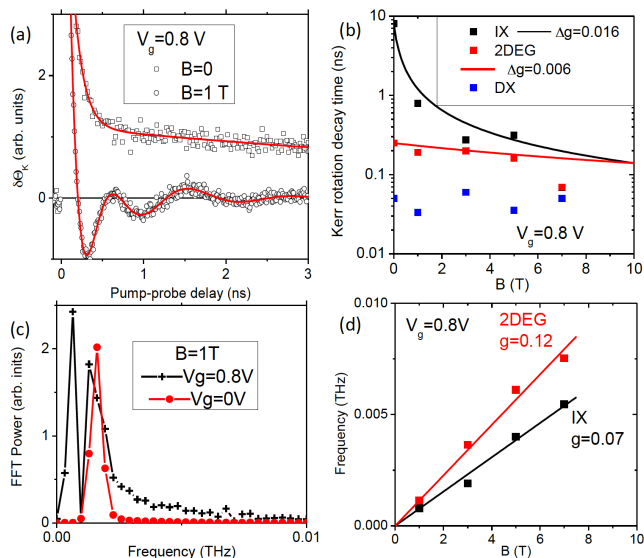 (a)
V_g=0.8 V
B=0
B=1 T
δΘ_K (arb. units)
2
0
0
1
2
3
Pump-probe delay (ns)
(b)
IX
Δg=0.016
2DEG
Δg=0.006
DX
Kerr rotation decay time (ns)
10
1
0.1
0.01
V_g=0.8 V
0
2
4
6
8
10
B (T)
(c)
B=1T
Vg=0.8V
Vg=0V
FFT Power (arb. inits)
2
1
0
0.00
0.01
Frequency (THz)
(d)
V_g=0.8V
2DEG
g=0.12
IX
g=0.07
Frequency (THz)
0.010
0.005
0.000
0
2
4
6
8
10
B (T)